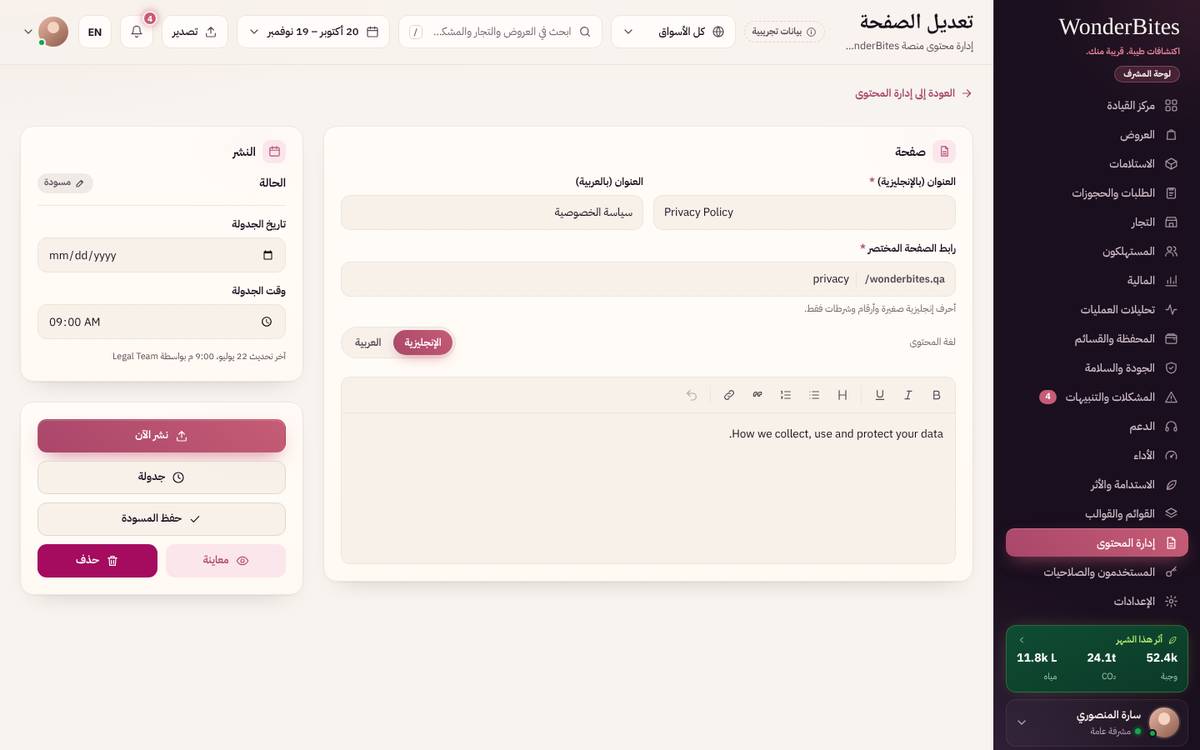 WonderBites
اكتشافات طيبة. قريبة منك.
لوحة المشرف
مركز القيادة
العروض
الاستلامات
الطلبات والحجوزات
التجار
المستهلكون
المالية
تحليلات العمليات
المحفظة والقسائم
الجودة والسلامة
المشكلات والتنبيهات 4
الدعم
الأداء
الاستدامة والأثر
القوائم والقوالب
إدارة المحتوى
المستخدمون والصلاحيات
الإعدادات
أثر هذا الشهر
52.4k 24.1t 11.8k L
وجبة CO₂ مياه
سارة المنصوري
مشرفة عامة
تعديل الصفحة
إدارة محتوى منصة nderBites...
بيانات تجريبية
كل الأسواق
ابحث في العروض والتجار والمشكـ...
/
20 أكتوبر – 19 نوفمبر
تصدير
4
EN
العودة إلى إدارة المحتوى
صفحة
العنوان (بالإنجليزية) *
Privacy Policy
العنوان (بالعربية)
سياسة الخصوصية
رابط الصفحة المختصر *
/wonderbites.qa privacy
أحرف إنجليزية صغيرة وأرقام وشرطات فقط.
لغة المحتوى
الإنجليزية العربية
B I U H
.How we collect, use and protect your data
النشر
الحالة مسودة
تاريخ الجدولة
mm/dd/yyyy
وقت الجدولة
09:00 AM
آخر تحديث 22 يوليو، 9:00 م بواسطة Legal Team
نشر الآن
جدولة
حفظ المسودة
معاينة حذف